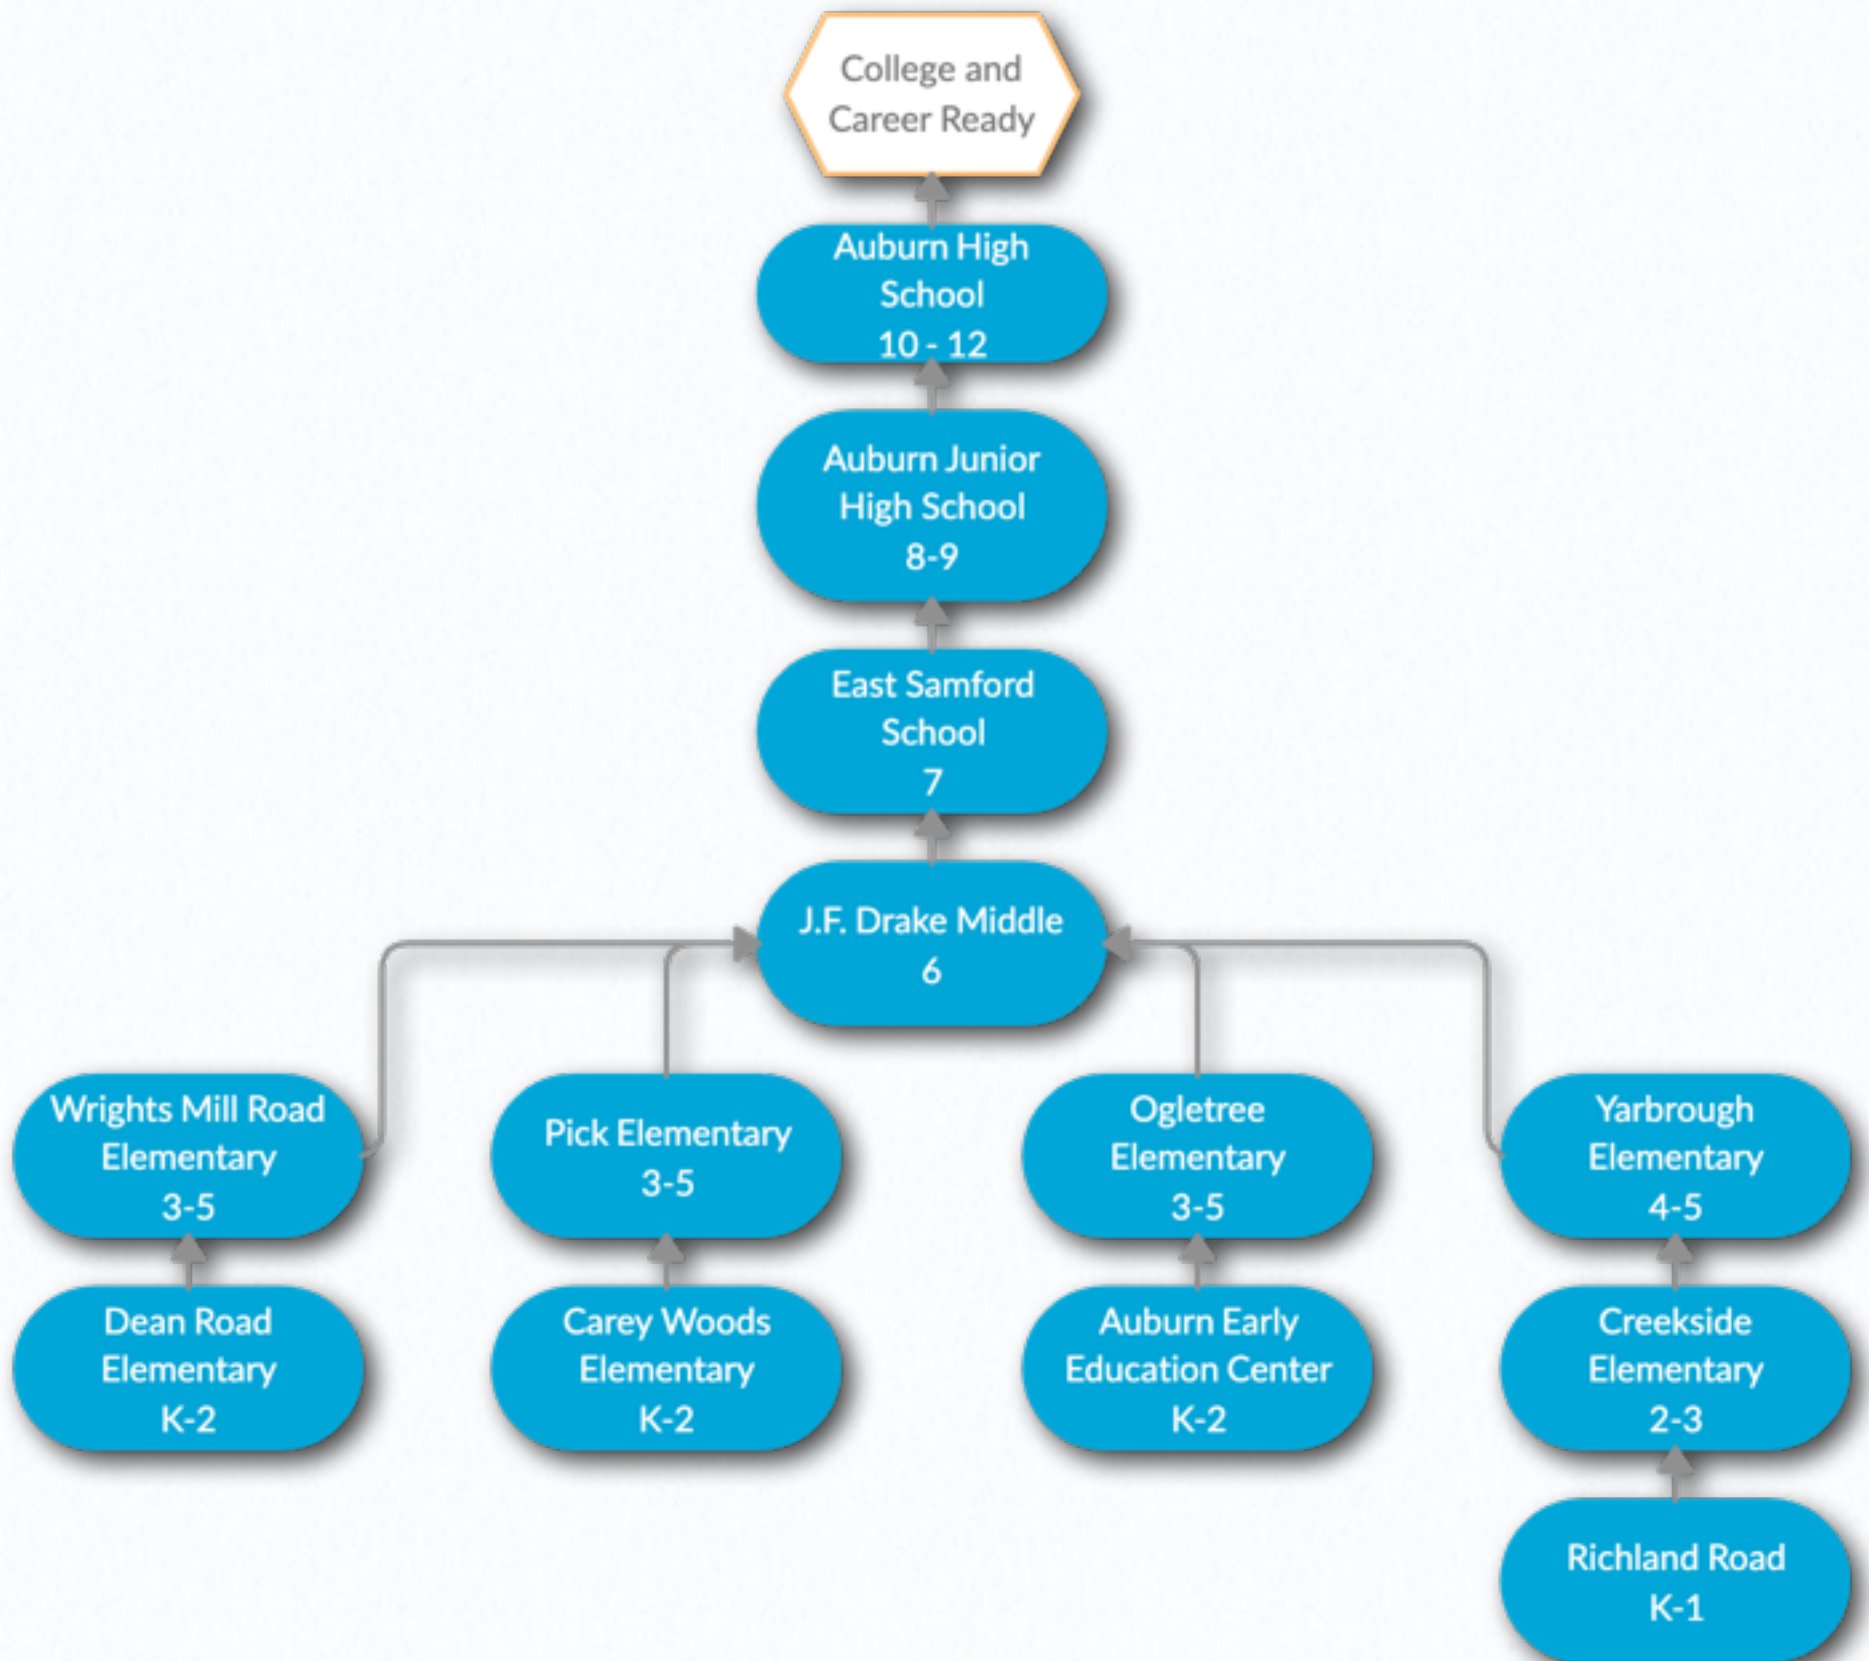 College and
Career Ready
Auburn High
School
10 - 12
Auburn Junior
High School
8-9
East Samford
School
7
J.F. Drake Middle
6
Wrights Mill Road
Elementary
3-5
Pick Elementary
3-5
Ogletree
Elementary
3-5
Yarbrough
Elementary
4-5
Dean Road
Elementary
K-2
Carey Woods
Elementary
K-2
Auburn Early
Education Center
K-2
Creekside
Elementary
2-3
Richland Road
K-1